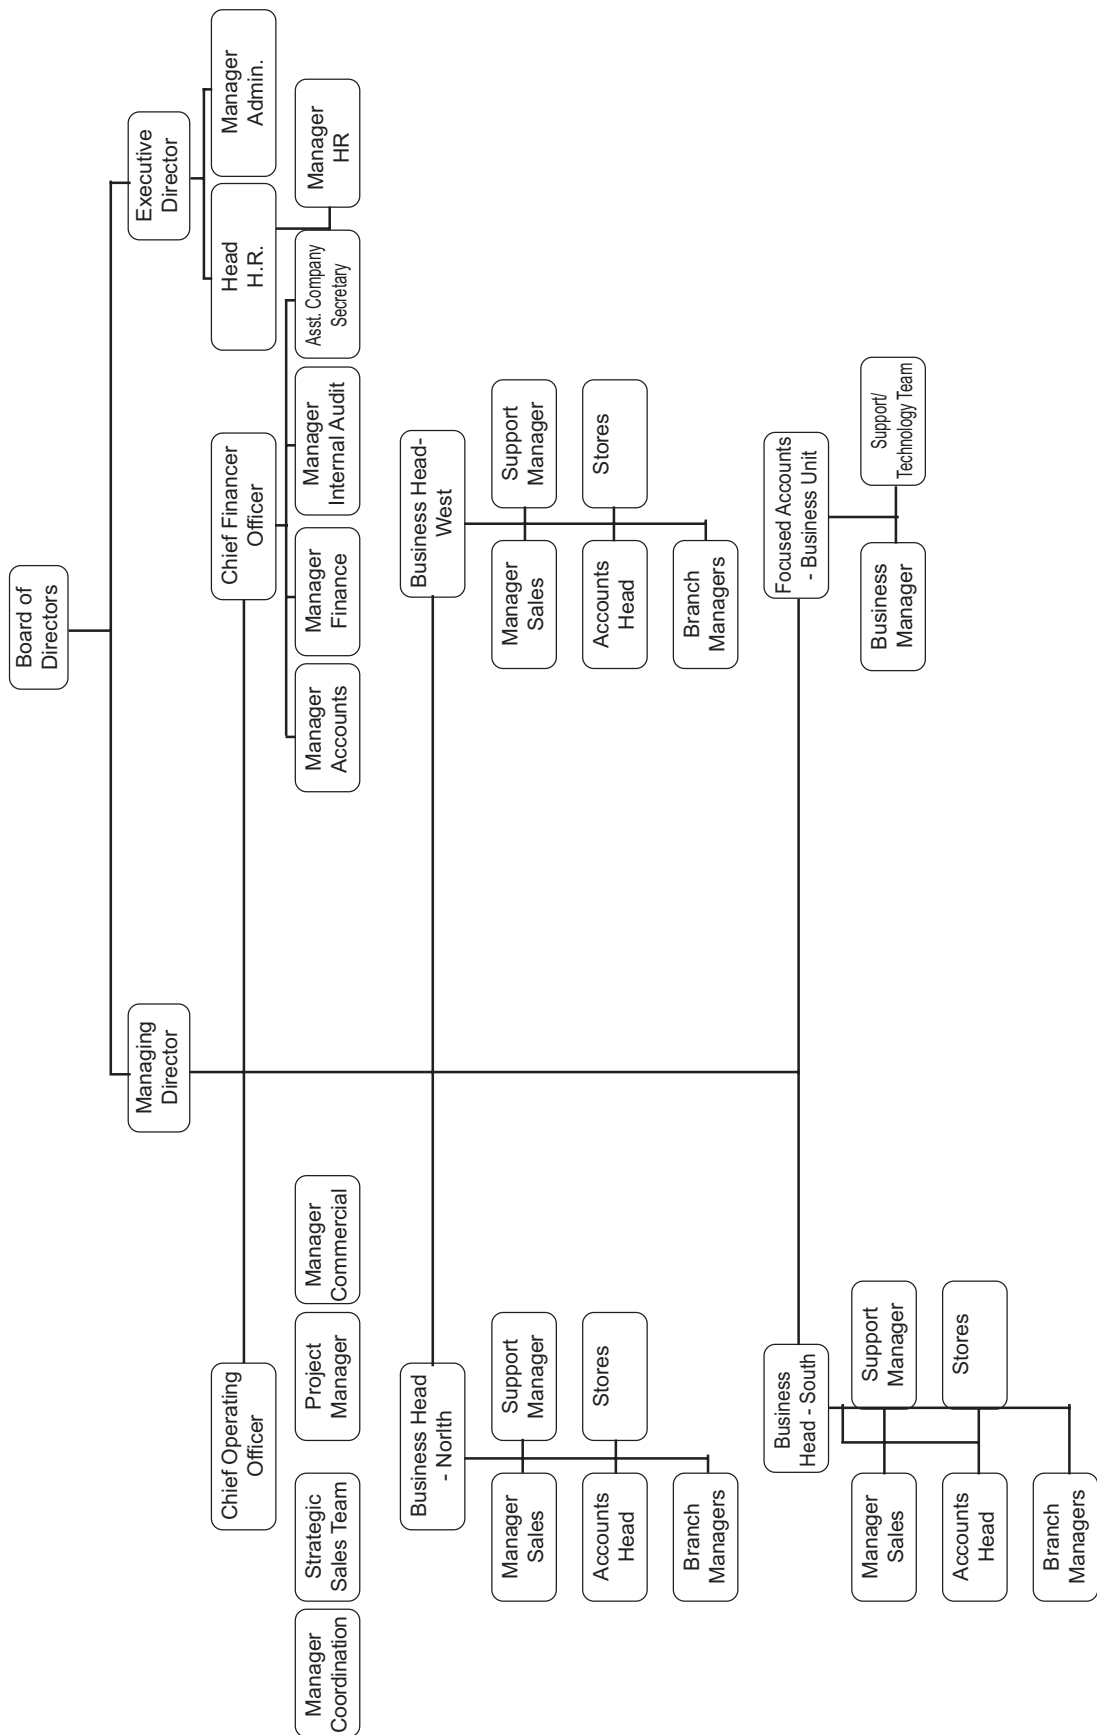 Board of
Directors
Managing
Director
Executive
Director
Chief Operating
Officer
Chief Financer
Officer
Head
H.R.
Manager
Admin.
Manager
Coordination
Strategic
Sales Team
Project
Manager
Manager
Commercial
Manager
Accounts
Manager
Finance
Manager
Internal Audit
Asst. Company
Secretary
Manager
HR
Business Head
- Norlth
Business Head-
West
Manager
Sales
Support
Manager
Accounts
Head
Stores
Branch
Managers
Manager
Sales
Support
Manager
Accounts
Head
Stores
Branch
Managers
Business
Head - South
Focused Accounts
- Business Unit
Manager
Sales
Support
Manager
Accounts
Head
Stores
Branch
Managers
Business
Manager
Support/
Technology Team